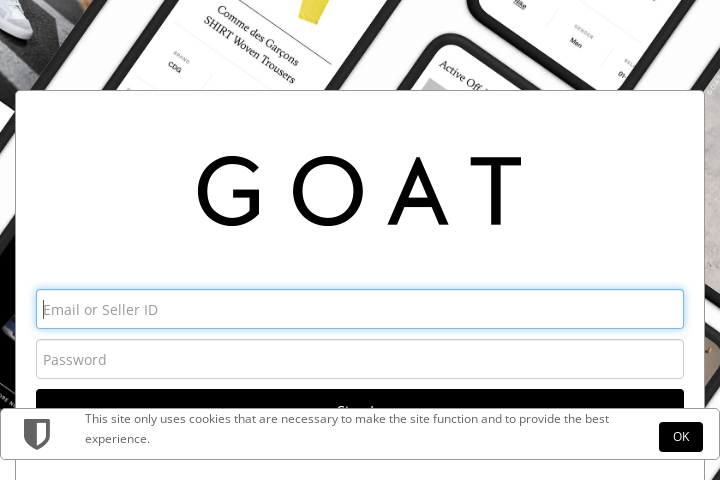 Comme des Garçons
SHIRT Woven Trousers
BRAND
CDG
Nike
GENDER
Men
Active Off
GOAT
Email or Seller ID
Password
This site only uses cookies that are necessary to make the site function and to provide the best
experience.
OK